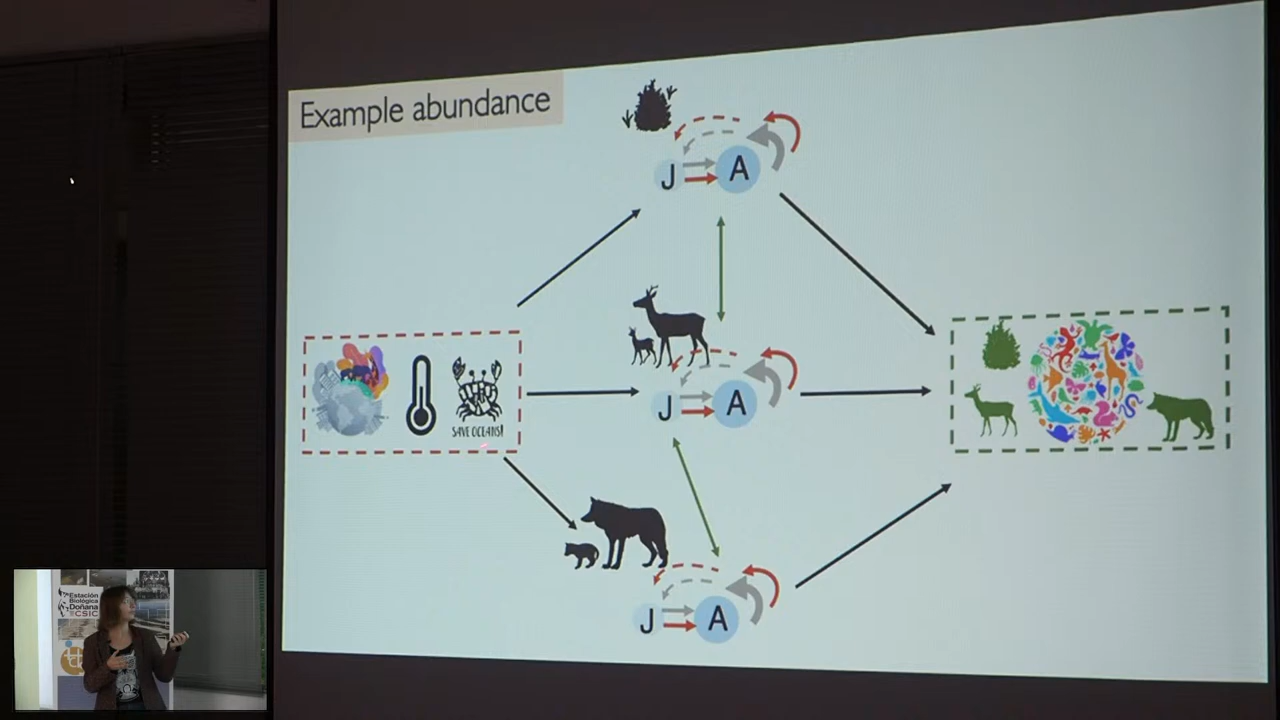 Example abundance
J A
J A
SAVE OCEANS!
J A
Estación
Biológica
Doñana
CSIC